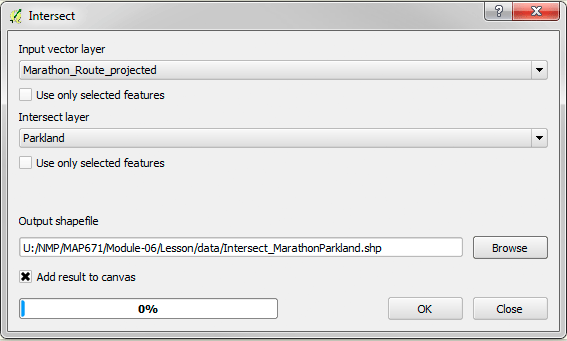 Intersect
Input vector layer
Marathon_Route_projected
Use only selected features
Intersect layer
Parkland
Use only selected features
Output shapefile
U:/NMP/MAP671/Module-06/Lesson/data/Intersect_MarathonParkland.shp
Browse
Add result to canvas
0%
OK
Close